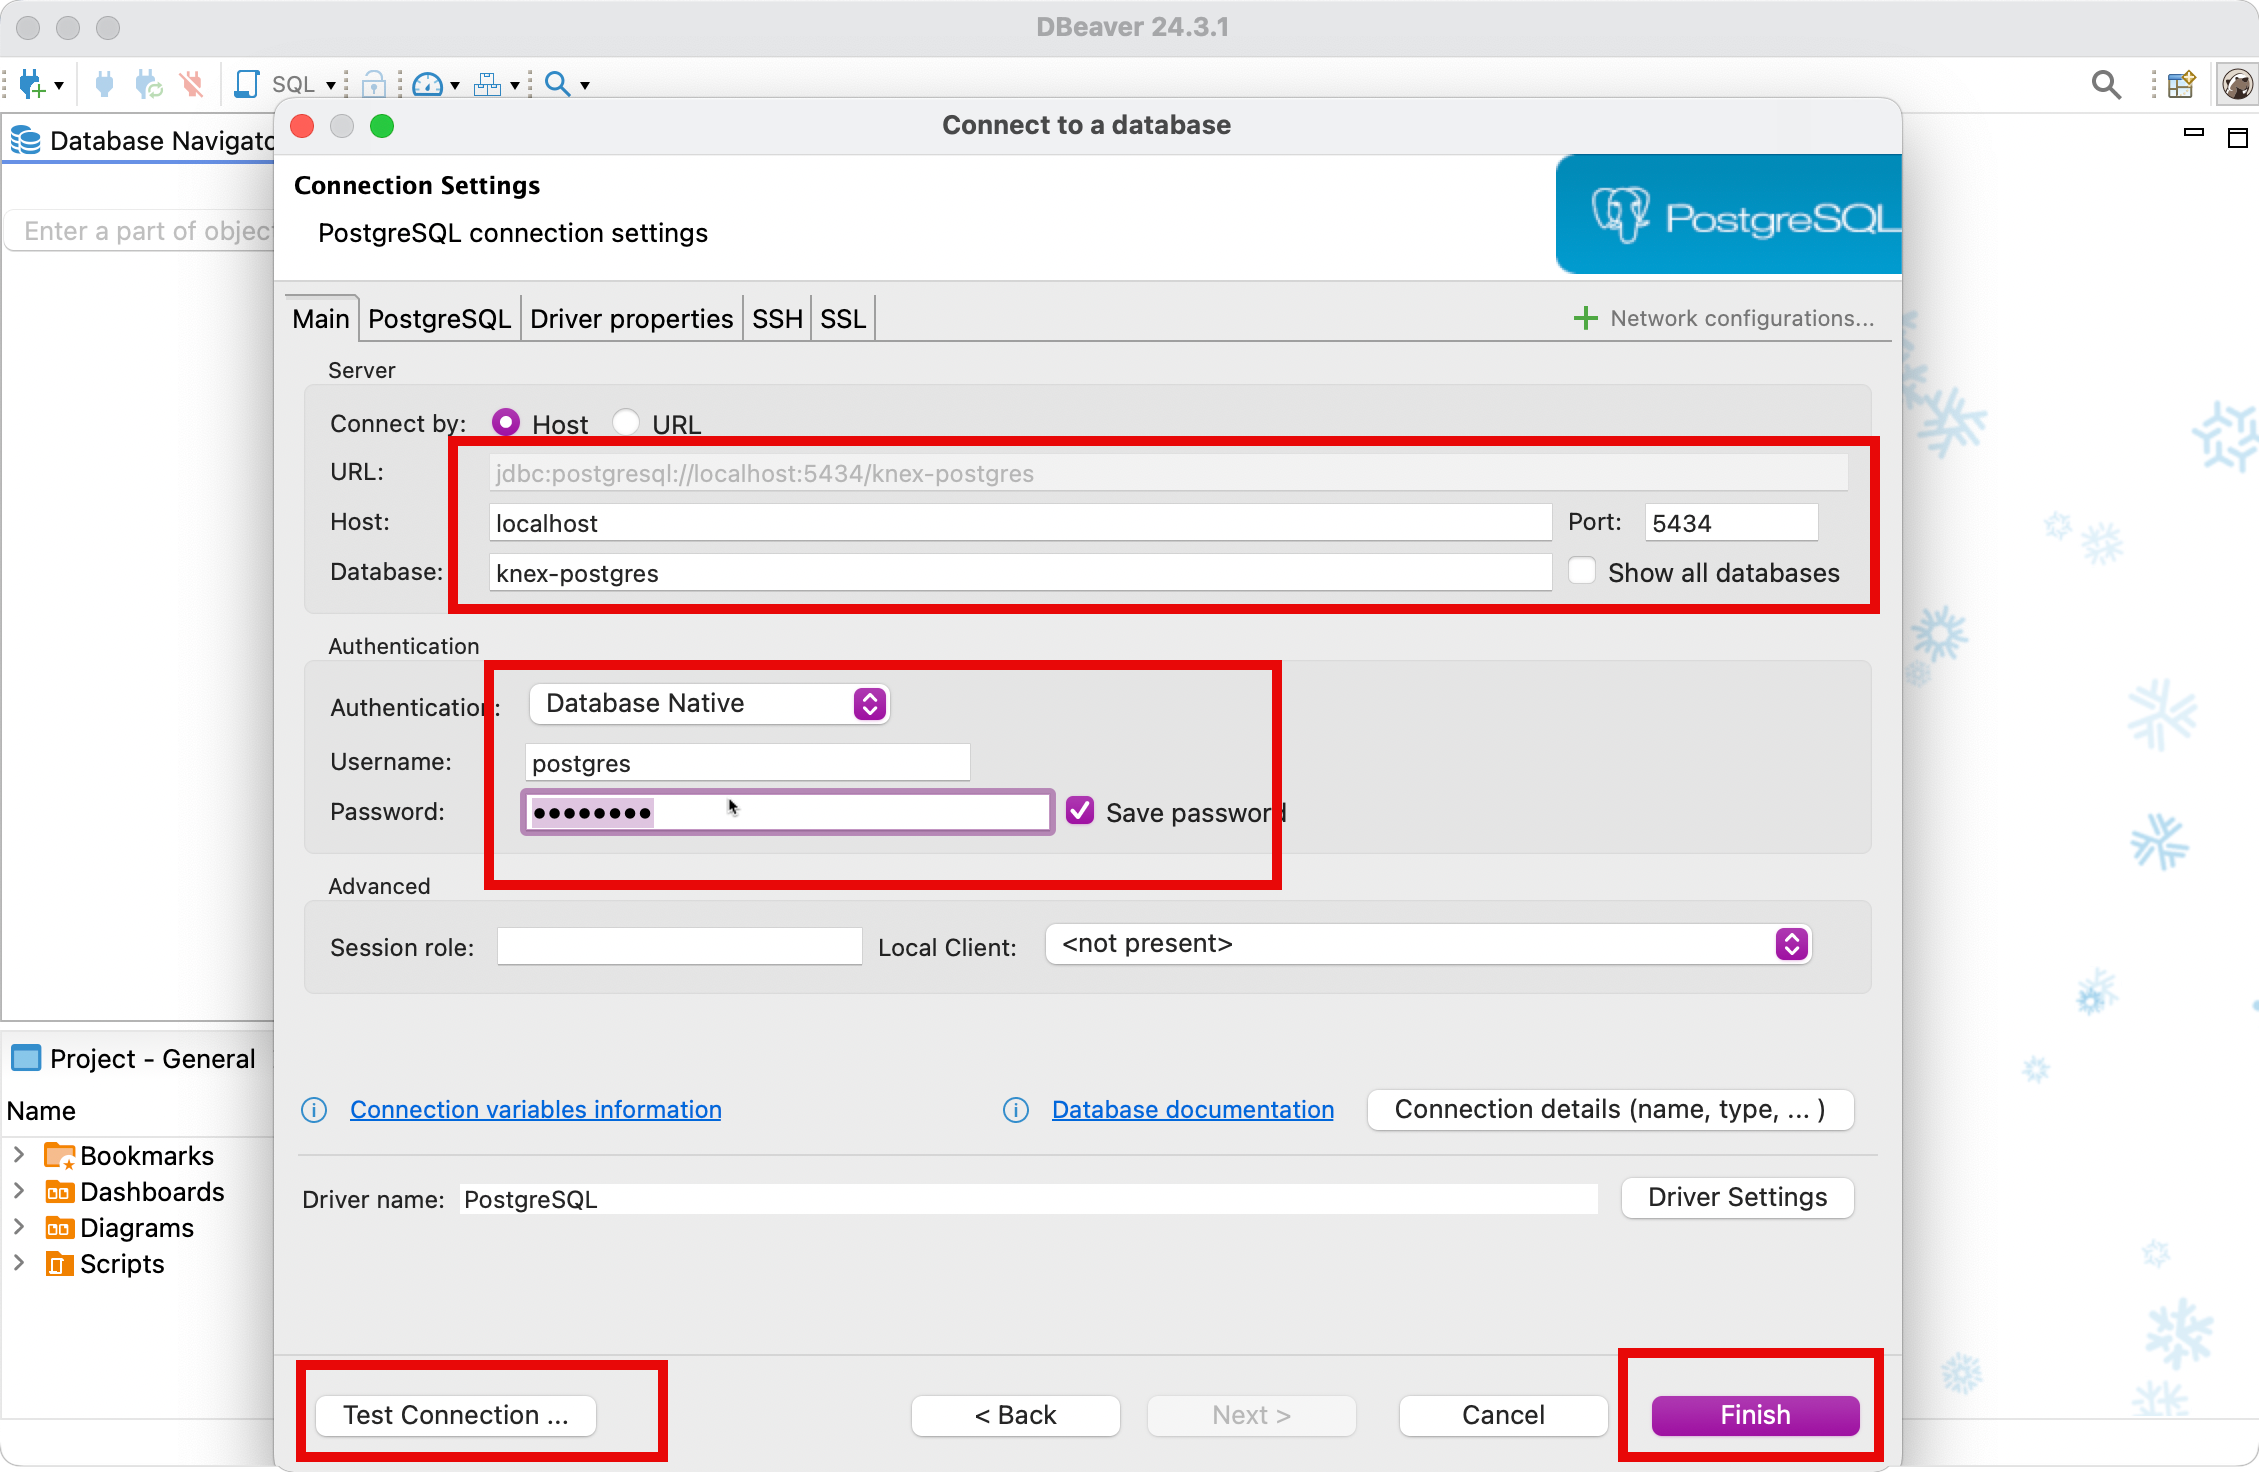 DBeaver 24.3.1
SQL
Database Navigato
Enter a part of objec
Connect to a database
Connection Settings
PostgreSQL connection settings
PostgreSQL
Main PostgreSQL Driver properties SSH SSL
Network configurations...
Server
Connect by: Host URL
URL: jdbc:postgresql://localhost:5434/knex-postgres
Host: localhost Port: 5434
Database: knex-postgres Show all databases
Authentication
Authentication: Database Native
Username: postgres
Password: •••••••• Save password
Advanced
Session role: Local Client: <not present>
Connection variables information
Database documentation
Connection details (name, type, ... )
Driver name: PostgreSQL
Driver Settings
Test Connection ...
< Back
Next >
Cancel
Finish
Project - General
Name
Bookmarks
Dashboards
Diagrams
Scripts